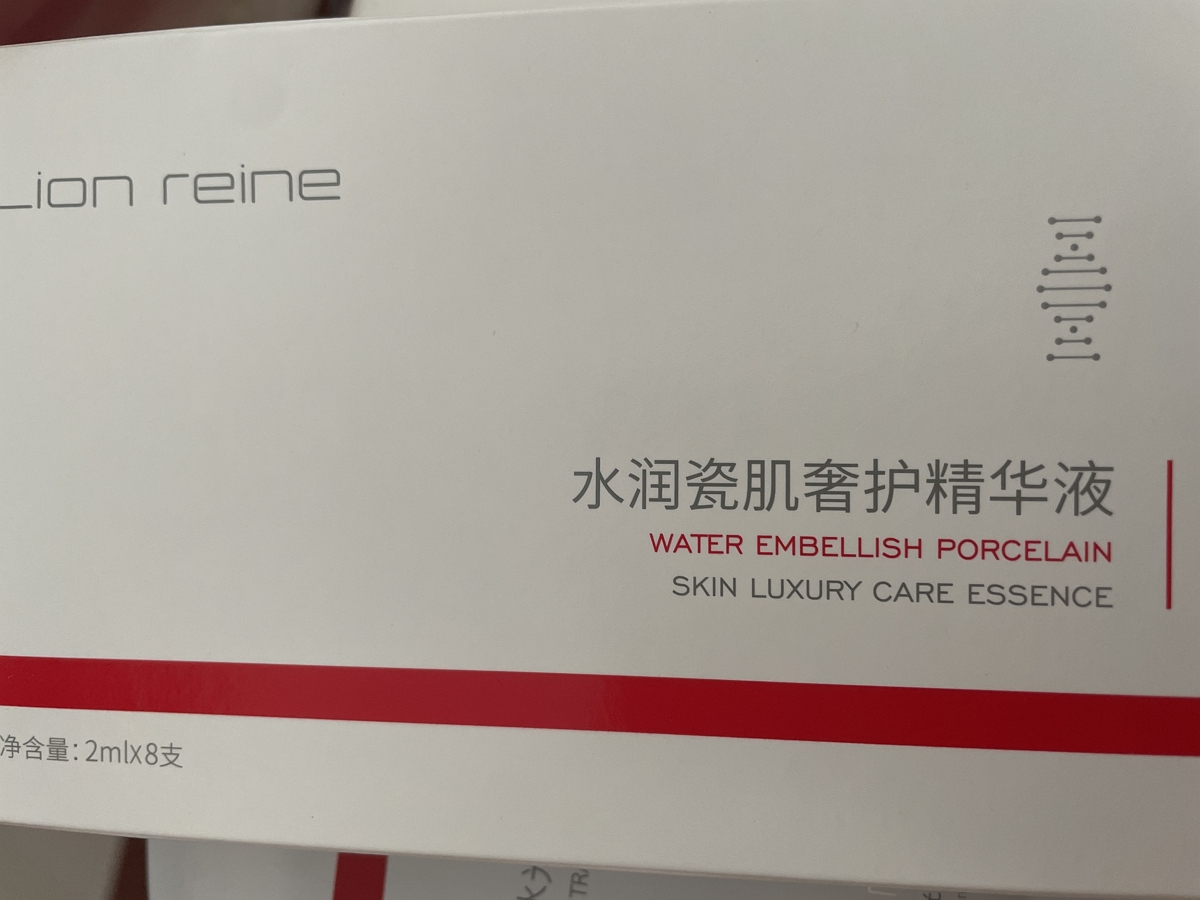 Lion reine
水润瓷肌奢护精华液
WATER EMBELLISH PORCELAIN
SKIN LUXURY CARE ESSENCE
净含量：2mlX8支
TR